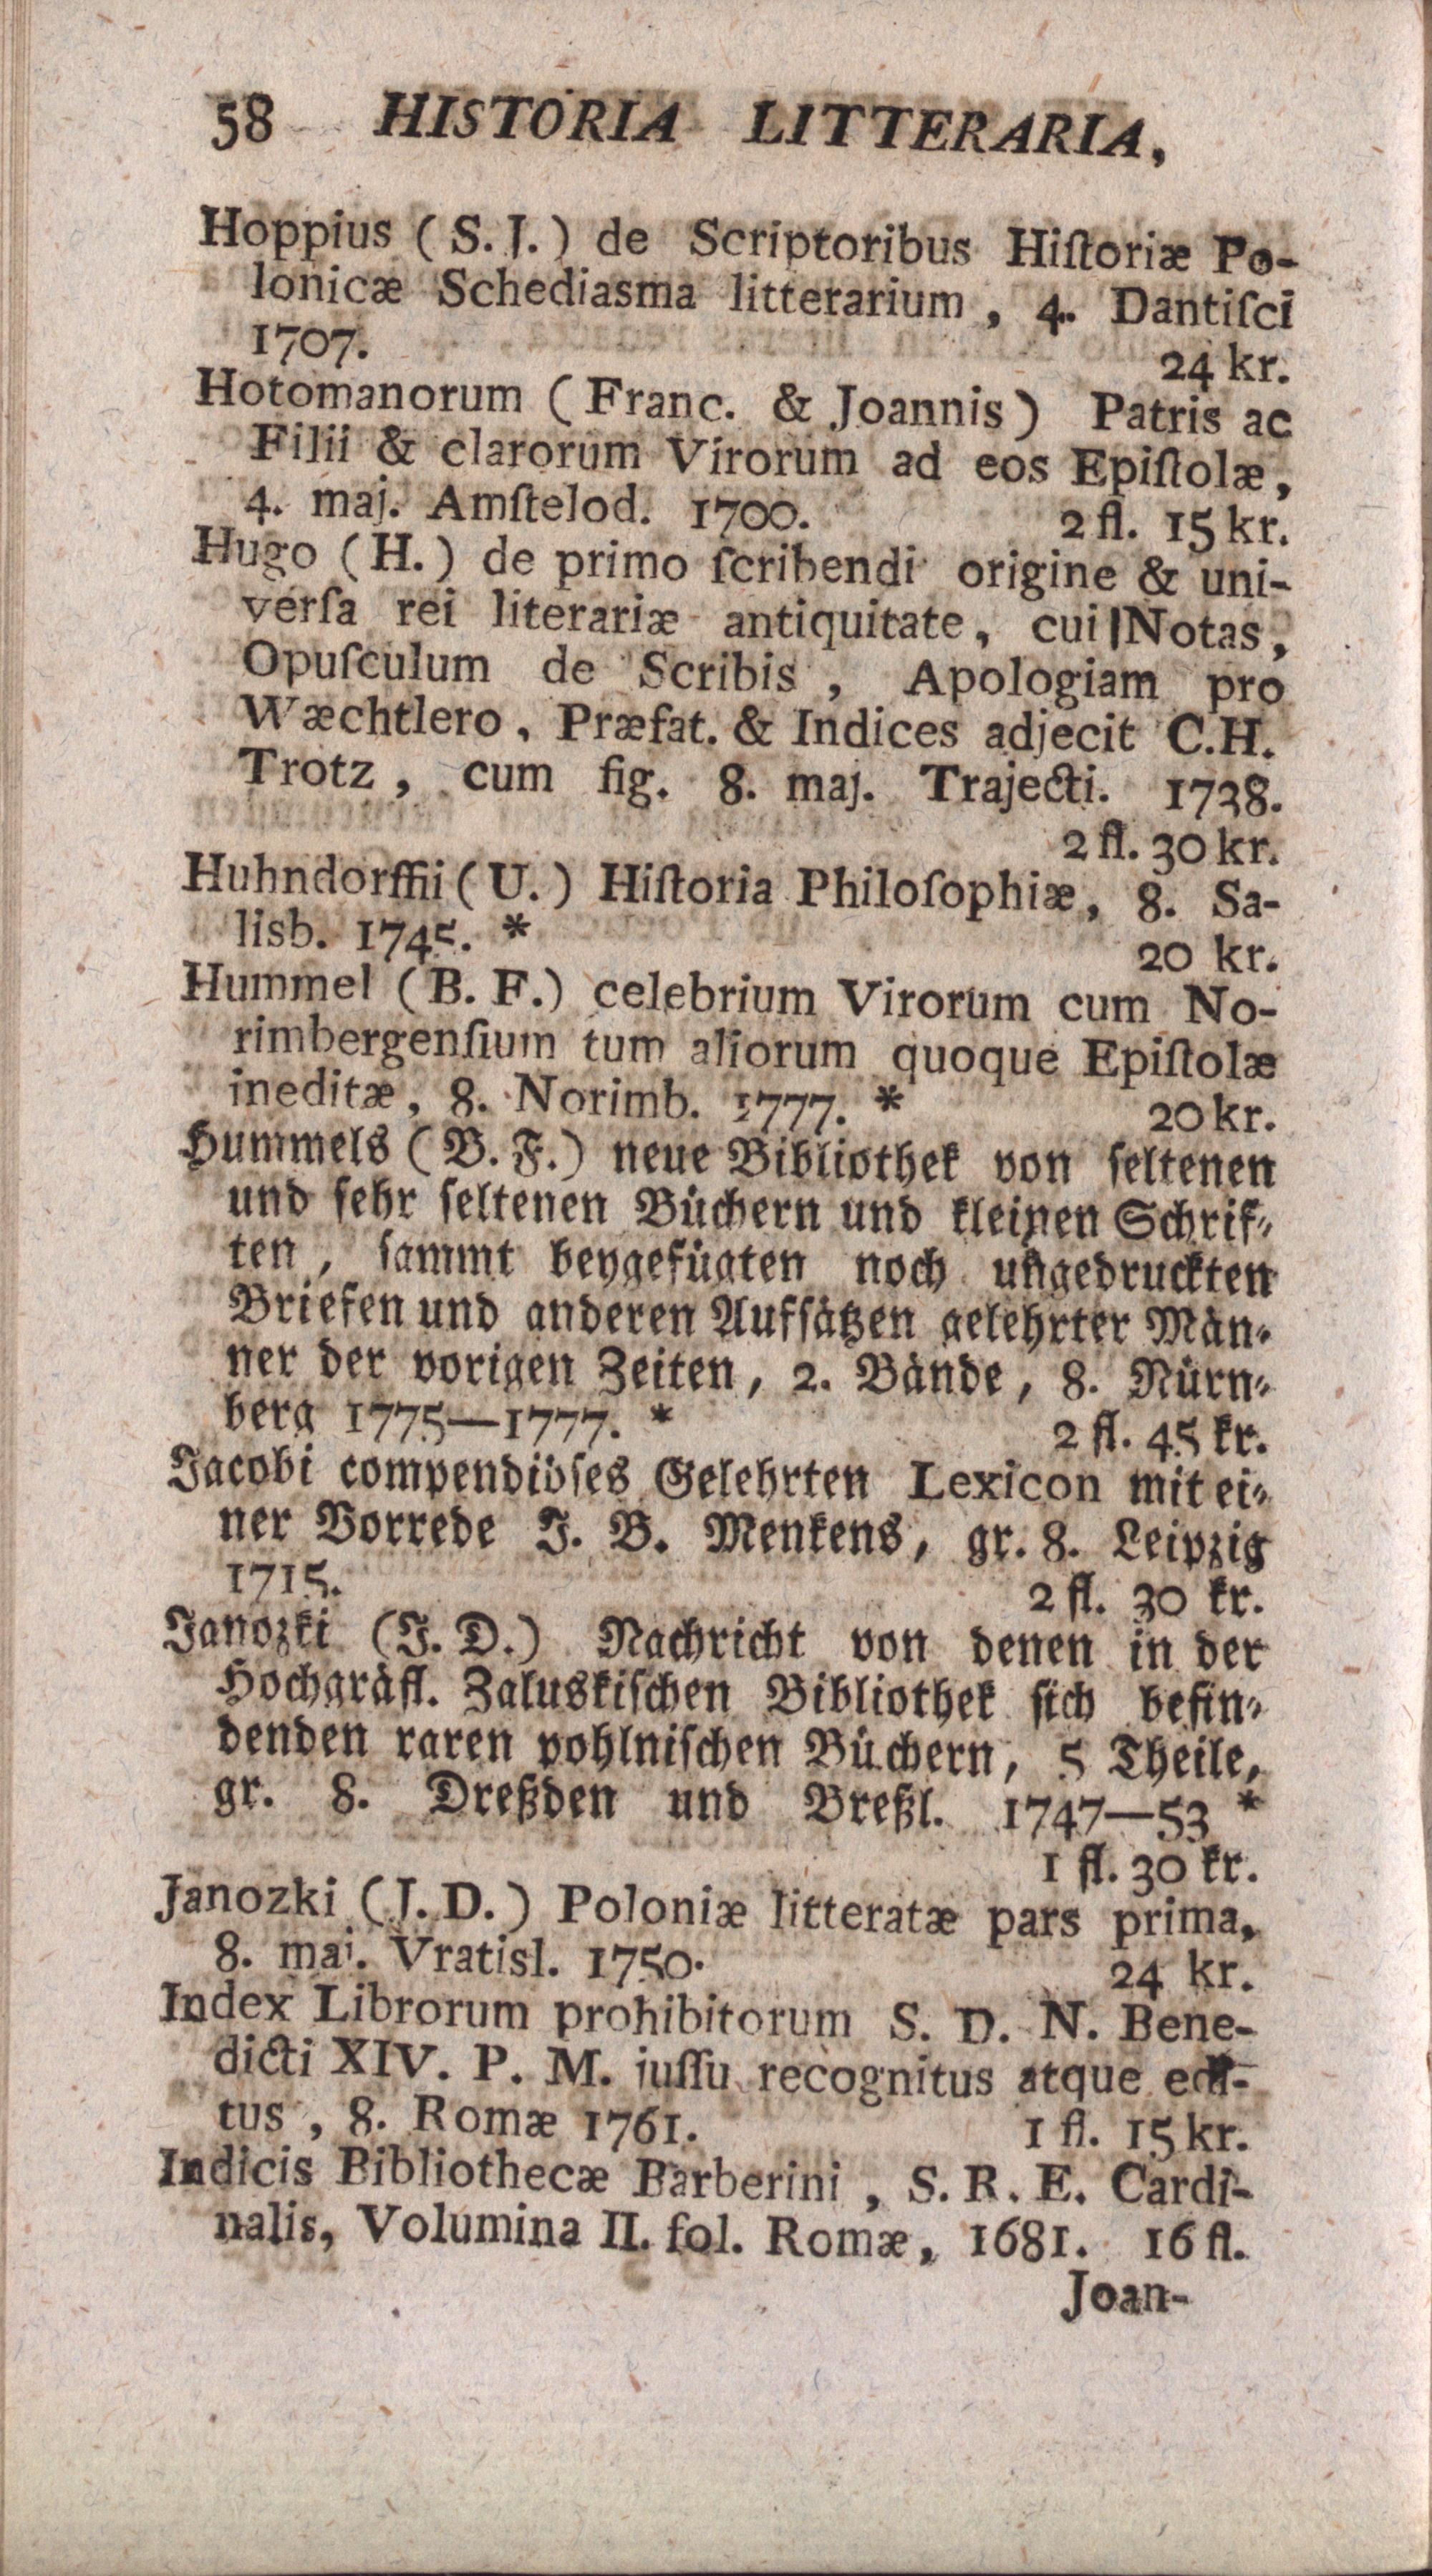 58 HISTORIA LITTERARIA,
Hoppius (S. J.) de Scriptoribus Hiſtoriæ Po-
lonicæ Schediasma litterarium, 4. Dantiſci
1707. 24 kr.
Hotomanorum (Franc. & Joannis) Patris ac
Filii & clarorum Virorum ad eos Epiſtolæ,
4. maj. Amſtelod. 1700. 2 fl. 15 kr.
Hugo (H.) de primo ſcribendi origine & uni-
verſa rei literariæ antiquitate, cui Notas,
Opuſculum de Scribis, Apologiam pro
Wæchtlero, Præfat. & Indices adjecit C.H.
Trotz, cum fig. 8. maj. Trajecti. 1738.
2 fl. 30 kr.
Huhndorffii (U.) Hiſtoria Philoſophiæ, 8. Sa-
lisb. 1745. * 20 kr.
Hummel (B. F.) celebrium Virorum cum No-
rimbergenſium tum aliorum quoque Epiſtolæ
ineditæ, 8. Norimb. 1777. * 20 kr.
Hummels (B. F.) neue Bibliothek von ſeltenen
und ſehr ſeltenen Büchern und kleinen Schrif-
ten, ſammt beygefügten noch ungedruckten
Briefen und anderen Aufſätzen gelehrter Män-
ner der vorigen Zeiten, 2. Bände, 8. Nürn-
berg 1775—1777. * 2 fl. 45 kr.
Jacobi compendiöſes Gelehrten Lexicon mit ei-
ner Vorrede J. B. Menkens, gr. 8. Leipzig
1715. 2 fl. 30 kr.
Janozki (J. D.) Nachricht von denen in der
Hochgräfl. Zaluskiſchen Bibliothek ſich befin-
denden raren pohlniſchen Büchern, 5 Theile,
gr. 8. Dreßden und Breßl. 1747—53 *
1 fl. 30 kr.
Janozki (J. D.) Poloniæ litteratæ pars prima,
8. maj. Vratisl. 1750. 24 kr.
Index Librorum prohibitorum S. D. N. Bene-
dicti XIV. P. M. juſſu recognitus atque edi-
tus, 8. Romæ 1761. 1 fl. 15 kr.
Indicis Bibliothecæ Barberini, S. R. E. Cardi-
nalis, Volumina II. fol. Romæ, 1681. 16 fl.
Joan-